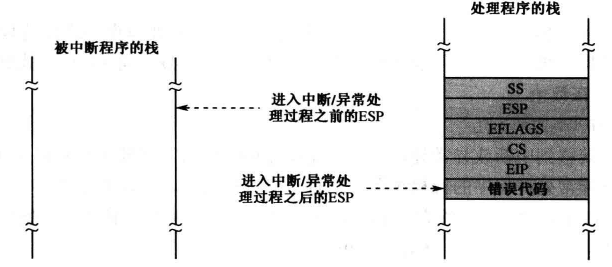 处理程序的栈
被中断程序的栈
进入中断/异常处
理过程之前的ESP
SS
ESP
EFLAGS
CS
EIP
错误代码
进入中断/异常处
理过程之后的ESP